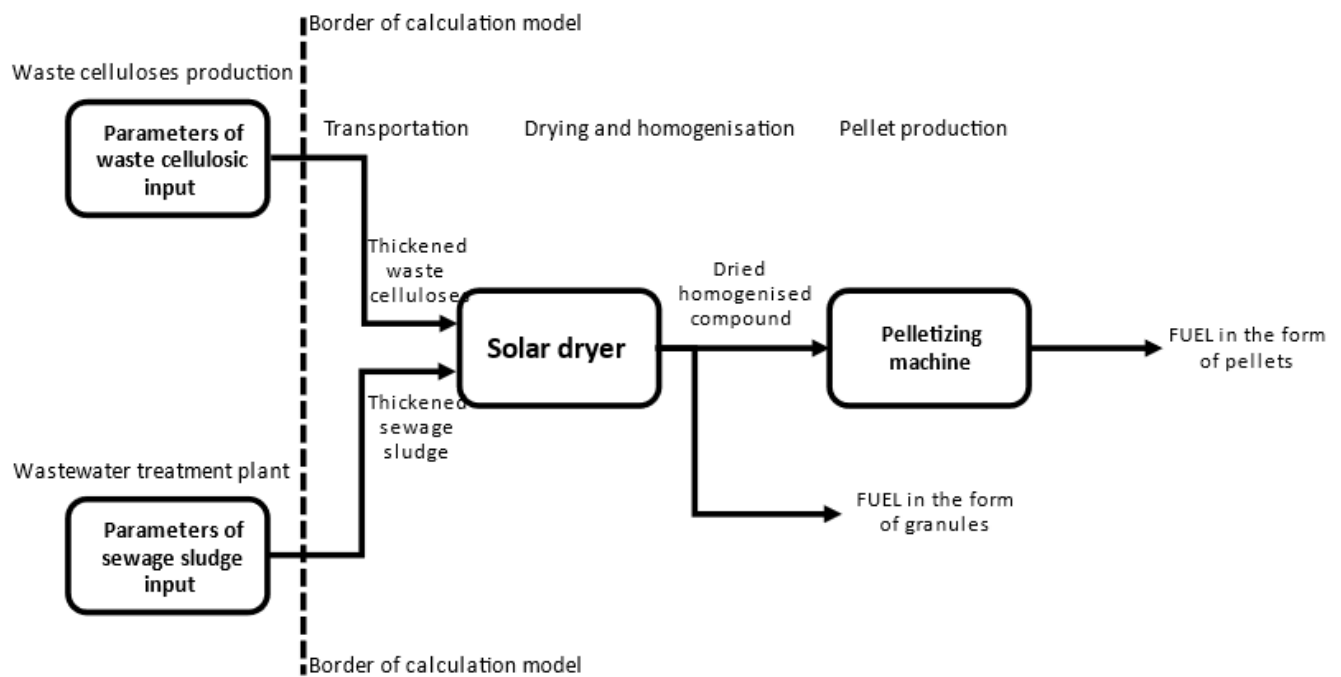 Border of calculation model
Waste celluloses production
Parameters of
waste cellulosic
input
Transportation
Drying and homogenisation
Pellet production
Thickened
waste
celluloses
Dried
homogenised
compound
Solar dryer
Pelletizing
machine
FUEL in the form
of pellets
Thickened
sewage
sludge
Wastewater treatment plant
Parameters of
sewage sludge
input
FUEL in the form
of granules
Border of calculation model